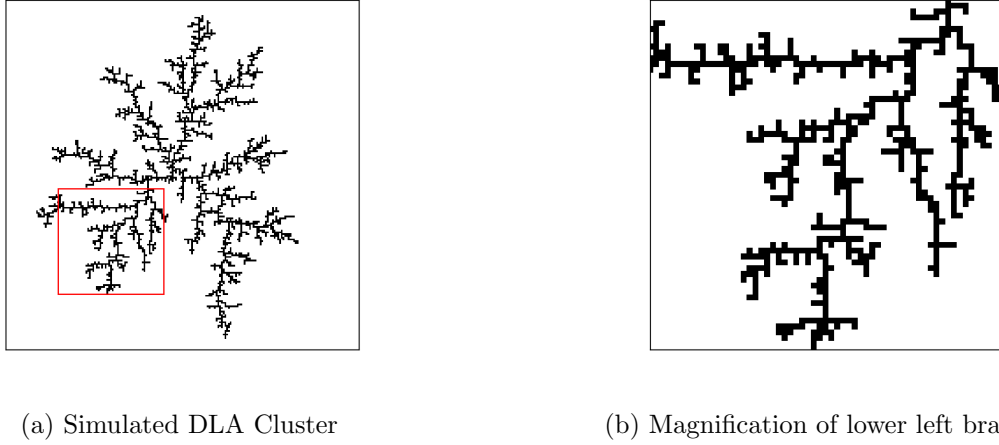 (a) Simulated DLA Cluster
(b) Magnification of lower left bra